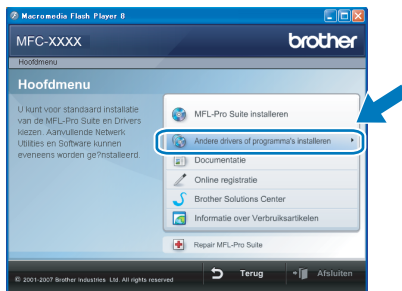 Macromedia Flash Player 8
MFC-XXXX
brother
Hoofdmenu
Hoofdmenu
U kunt voor standaard installatie
van de MFL-Pro Suite en Drivers
kiezen. Aanvullende Netwerk
Utilities en Software kunnen
eveneens worden ge?nstalleerd.
MFL-Pro Suite installeren
Andere drivers of programma's installeren
Documentatie
Online registratie
Brother Solutions Center
Informatie over Verbruiksartikelen
Repair MFL-Pro Suite
© 2001-2007 Brother Industries Ltd. All rights reserved
Terug
Afsluiten